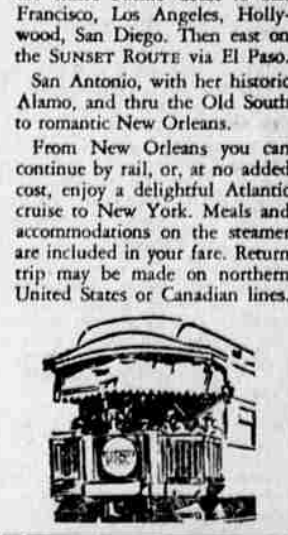 Francisco, Los Angeles, Holly-
wood, San Diego. Then east on
the SUNSET ROUTE via El Paso.
San Antonio, with her historic
Alamo, and thru the Old South
to romantic New Orleans.
From New Orleans you can
continue by rail, or, at no added
cost, enjoy a delightful Atlantic
cruise to New York. Meals and
accommodations on the steamer
are included in your fare. Return
trip may be made on northern
United States or Canadian lines.